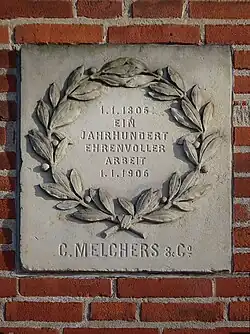 1.1.1806
EIN
JAHRHUNDERT
EHRENVOLLER
ARBEIT
1.1.1906
C. MELCHERS & Co